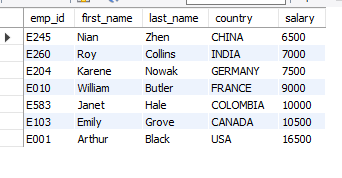 emp_id first_name last_name country salary
E245 Nian Zhen CHINA 6500
E260 Roy Collins INDIA 7000
E204 Karene Nowak GERMANY 7500
E010 William Butler FRANCE 9000
E583 Janet Hale COLOMBIA 10000
E103 Emily Grove CANADA 10500
E001 Arthur Black USA 16500